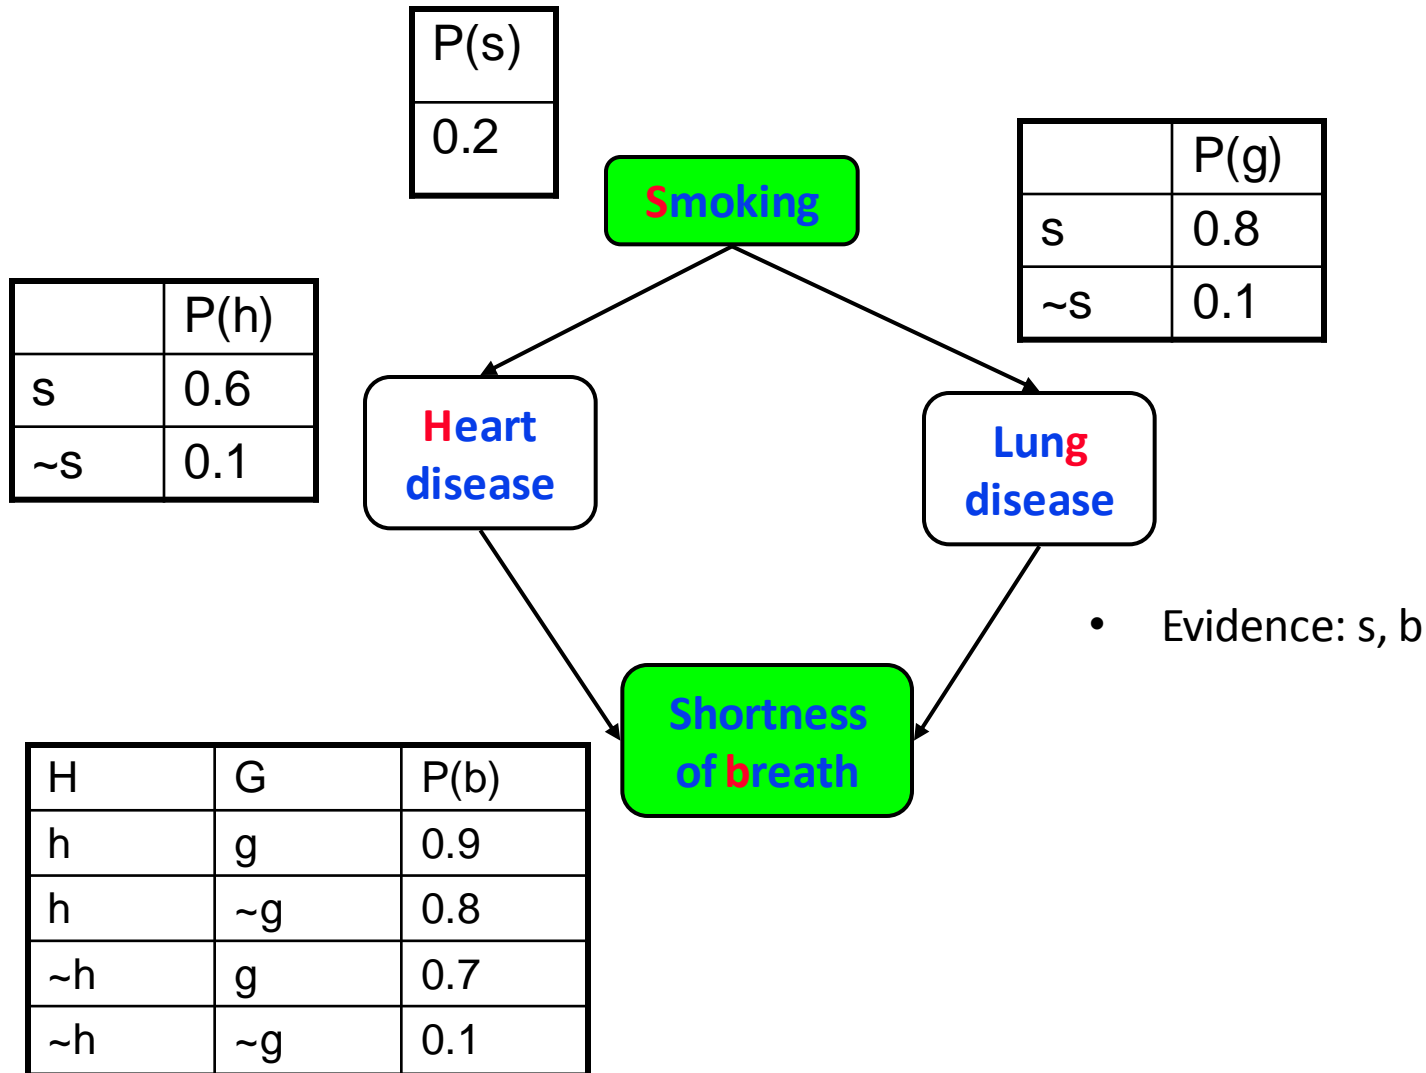 P(s)
0.2
Smoking
P(g)
s 0.8
~s 0.1
P(h)
s 0.6
~s 0.1
Heart
disease
Lung
disease
• Evidence: s, b
Shortness
of breath
H G P(b)
h g 0.9
h ~g 0.8
~h g 0.7
~h ~g 0.1